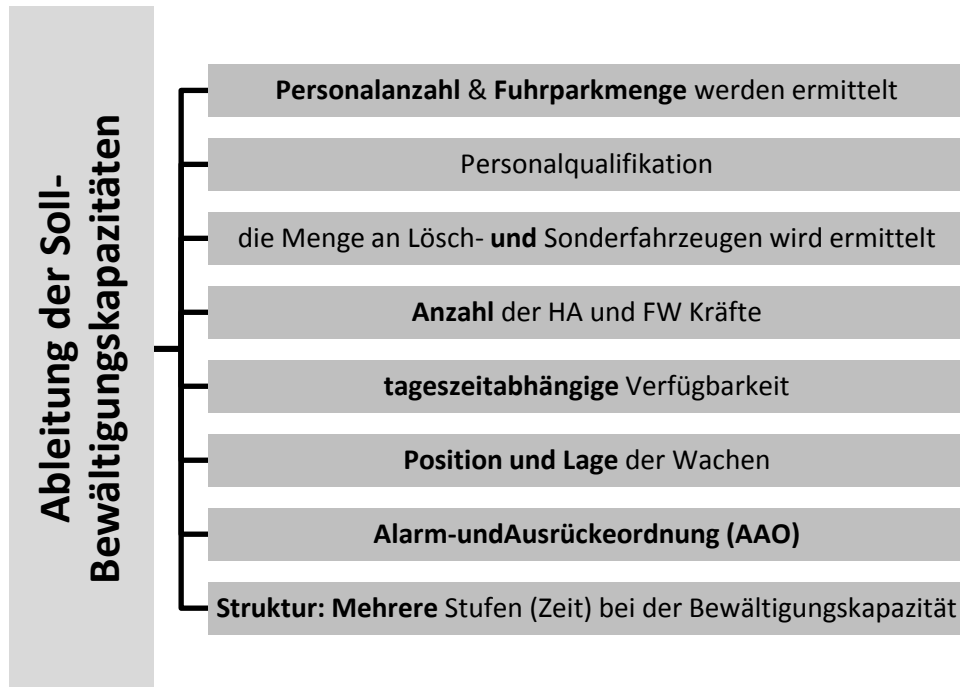 Ableitung der Soll-
Bewältigungskapazitäten
Personalanzahl & Fuhrparkmenge werden ermittelt
Personalqualifikation
die Menge an Lösch- und Sonderfahrzeugen wird ermittelt
Anzahl der HA und FW Kräfte
tageszeitabhängige Verfügbarkeit
Position und Lage der Wachen
Alarm-undAusrückeordnung (AAO)
Struktur: Mehrere Stufen (Zeit) bei der Bewältigungskapazität